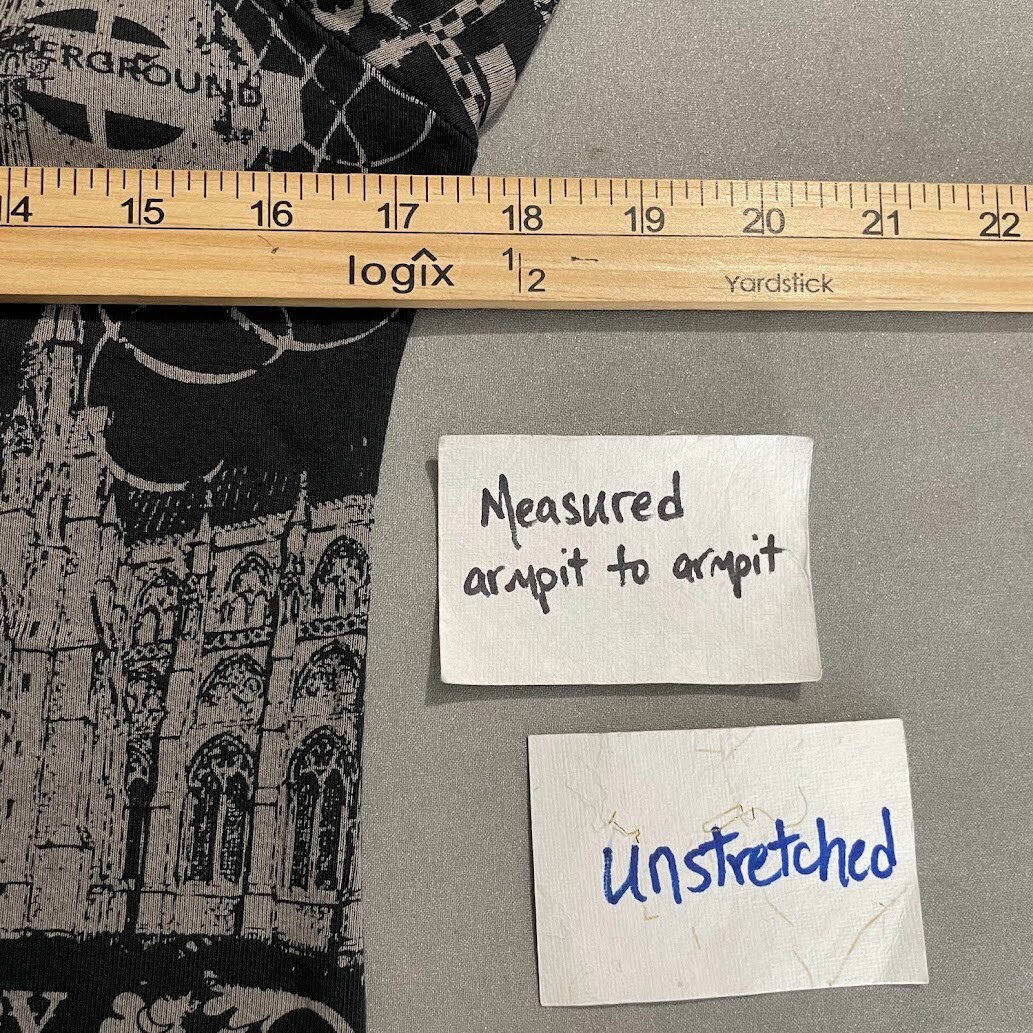 ERGROUND
14 15 16 17 18 19 20 21 22
logix 1/2 Yardstick
Measured
armpit to armpit
unstretched